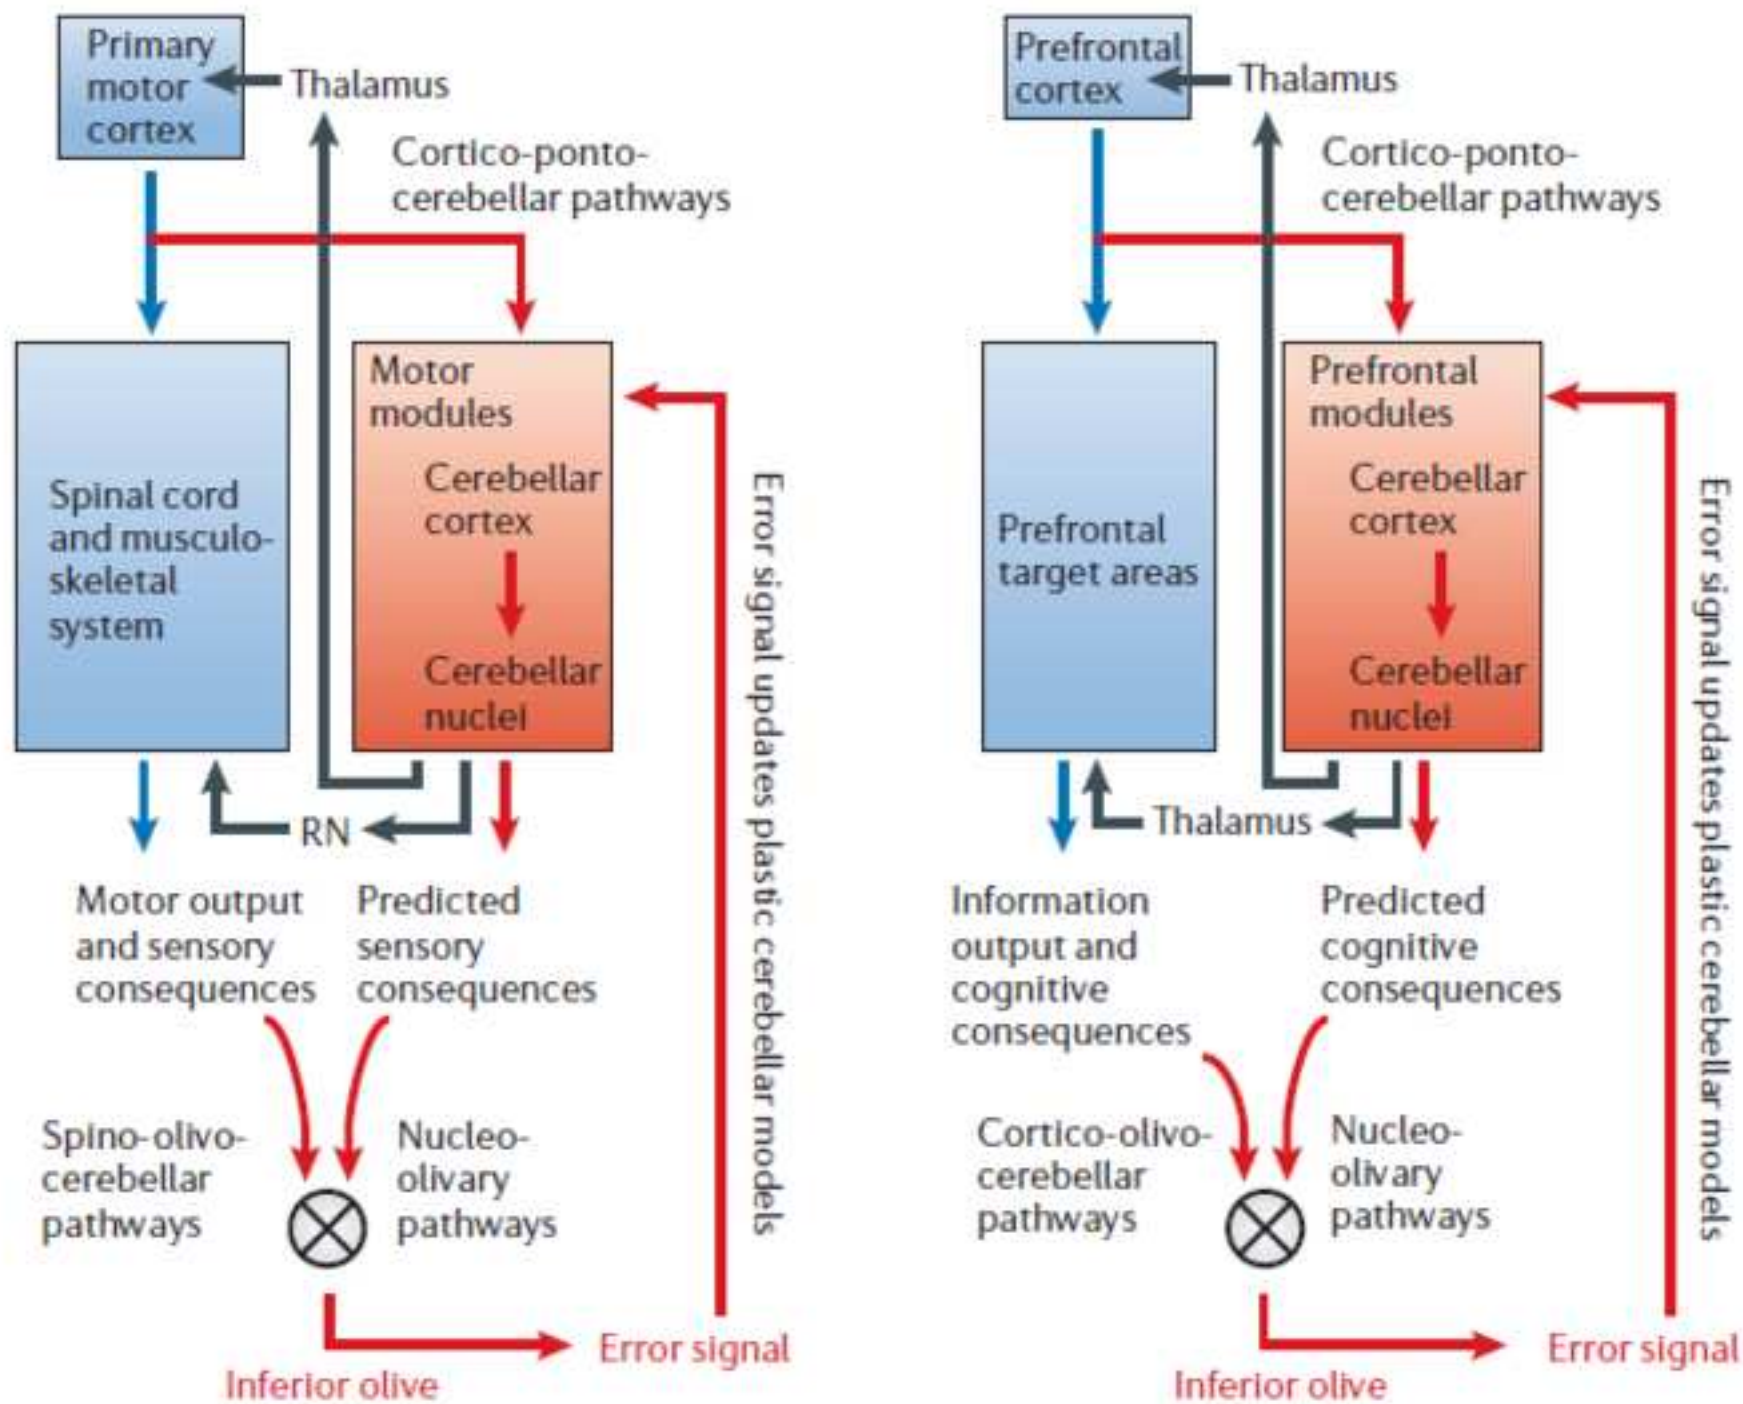 Primary
motor
cortex
Thalamus
Cortico-ponto-
cerebellar pathways
Spinal cord
and musculo-
skeletal
system
Motor
modules
Cerebellar
cortex
Cerebellar
nuclei
RN
Motor output
and sensory
consequences
Predicted
sensory
consequences
Spino-olivo-
cerebellar
pathways
Nucleo-
olivary
pathways
Error signal
Inferior olive
Error signal updates plastic cerebellar models
Prefrontal
cortex
Thalamus
Cortico-ponto-
cerebellar pathways
Prefrontal
target areas
Prefrontal
modules
Cerebellar
cortex
Cerebellar
nuclei
Thalamus
Information
output and
cognitive
consequences
Predicted
cognitive
consequences
Cortico-olivo-
cerebellar
pathways
Nucleo-
olivary
pathways
Error signal
Inferior olive
Error signal updates plastic cerebellar models